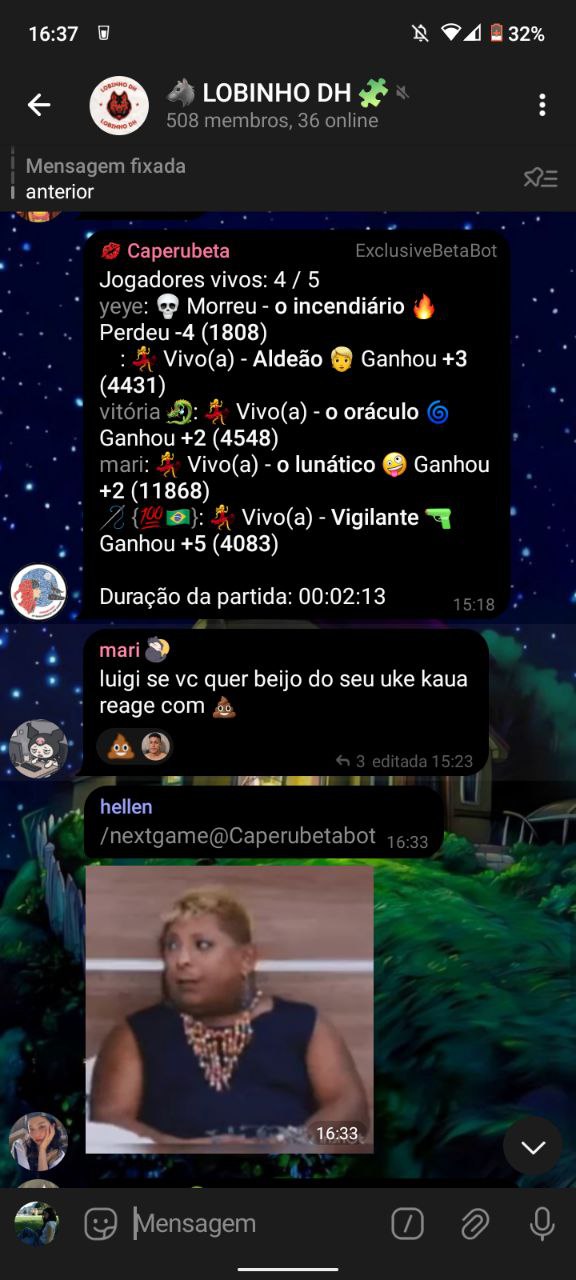 16:37
32%
LOBINHO DH
LOBINHO DH
🐺 LOBINHO DH 🧩
508 membros, 36 online
Mensagem fixada
anterior
💋 Caperubeta ExclusiveBetaBot
Jogadores vivos: 4 / 5
yeye: 💀 Morreu - o incendiário 🔥
Perdeu -4 (1808)
: 💃 Vivo(a) - Aldeão 👱 Ganhou +3
(4431)
vitória 🐉: 💃 Vivo(a) - o oráculo 🌀
Ganhou +2 (4548)
mari: 💃 Vivo(a) - o lunático 🤪 Ganhou
+2 (11868)
🪡 {💯🇧🇷}: 💃 Vivo(a) - Vigilante 🔫
Ganhou +5 (4083)
Duração da partida: 00:02:13 15:18
mari
luigi se vc quer beijo do seu uke kaua
reage com 💩
💩 3 editada 15:23
hellen
/nextgame@Caperubetabot 16:33
16:33
Mensagem